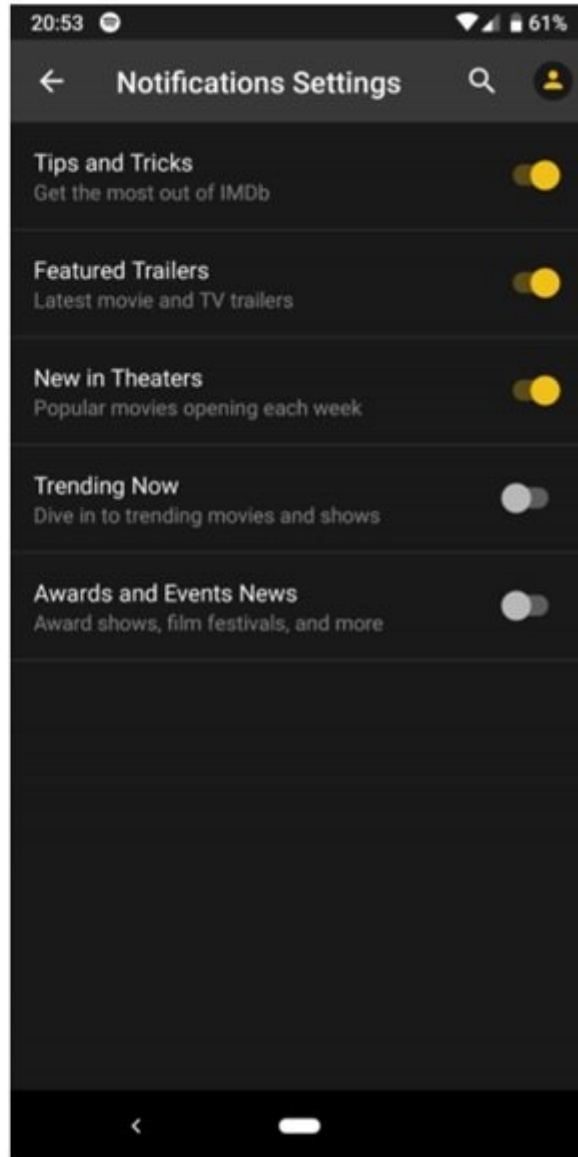 20:53 61%
Notifications Settings
Tips and Tricks
Get the most out of IMDb
Featured Trailers
Latest movie and TV trailers
New in Theaters
Popular movies opening each week
Trending Now
Dive in to trending movies and shows
Awards and Events News
Award shows, film festivals, and more